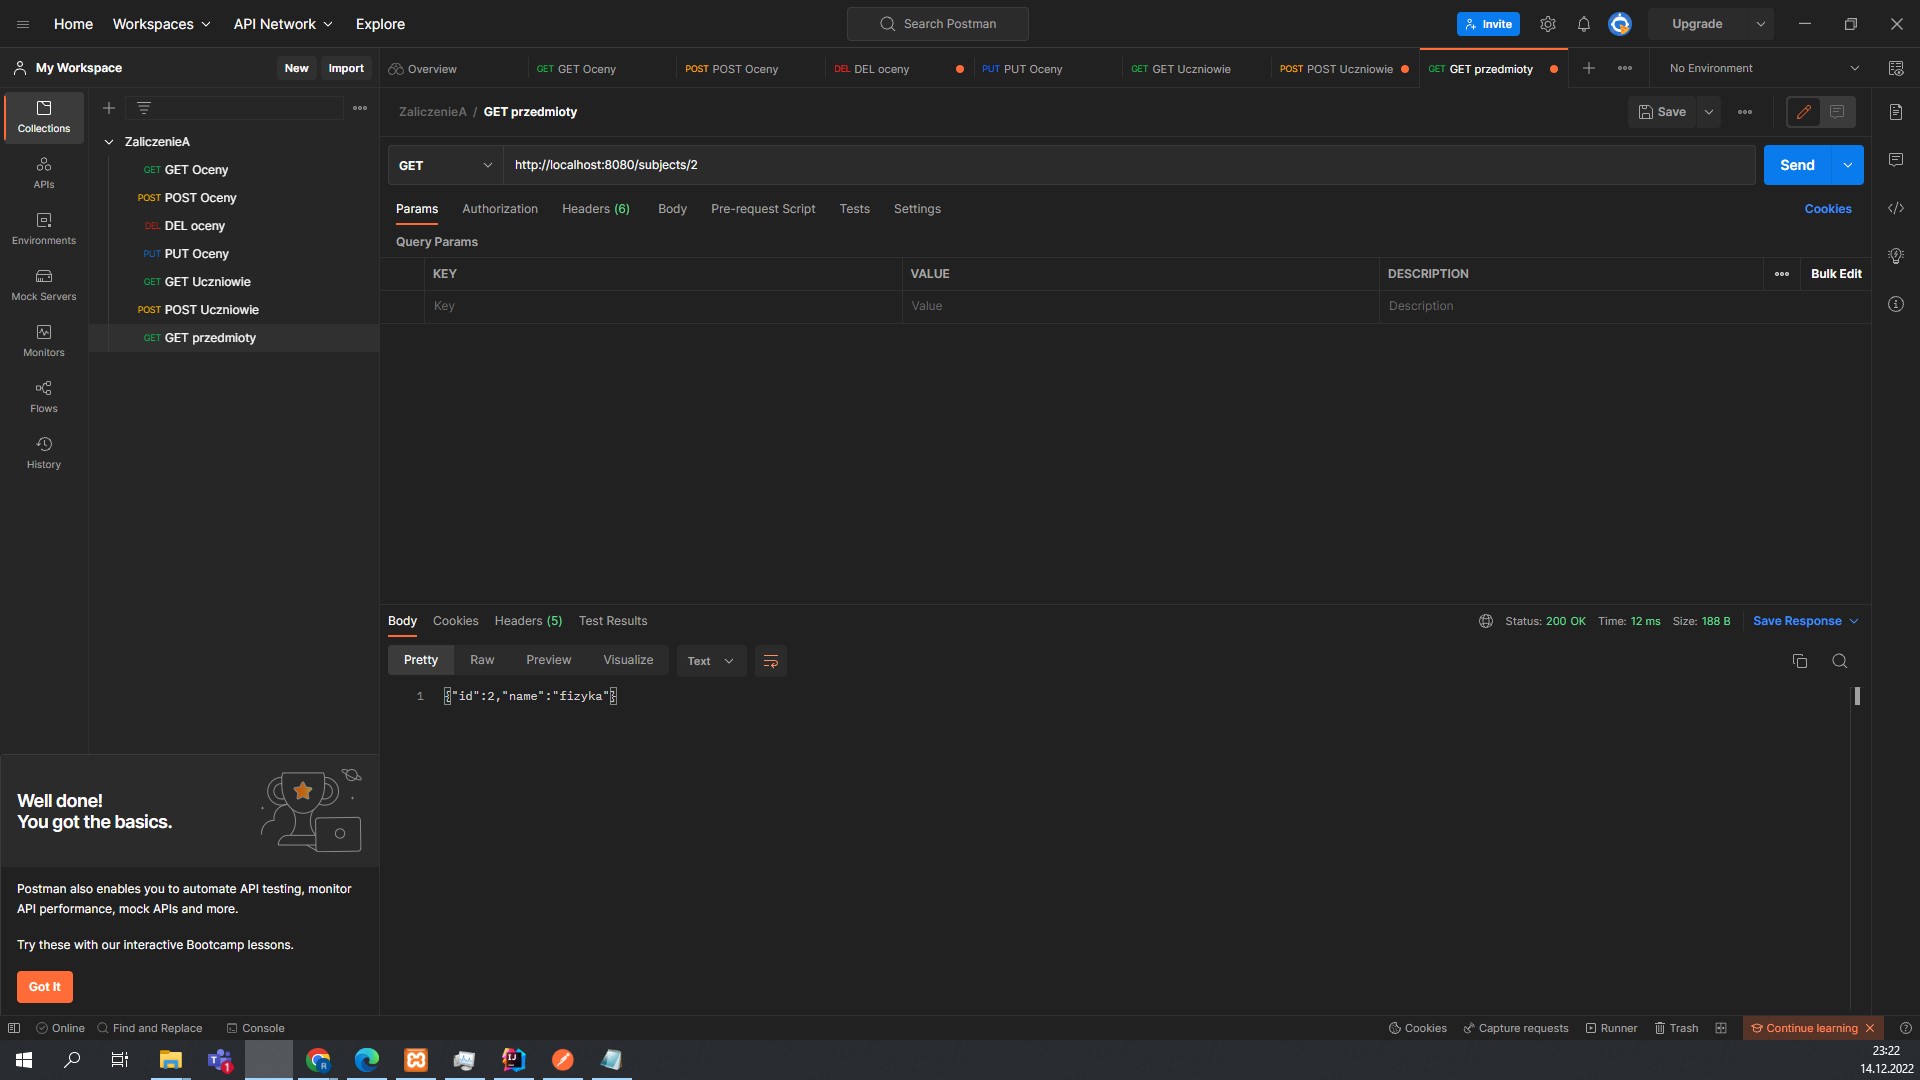 Home Workspaces API Network Explore Search Postman Invite Upgrade
My Workspace New Import Overview GET GET Oceny POST POST Oceny DEL DEL oceny PUT PUT Oceny GET GET Uczniowie POST POST Uczniowie GET GET przedmioty No Environment
ZaliczenieA / GET przedmioty Save
Collections
APIs
Environments
Mock Servers
Monitors
Flows
History
ZaliczenieA
GET GET Oceny
POST POST Oceny
DEL DEL oceny
PUT PUT Oceny
GET GET Uczniowie
POST POST Uczniowie
GET GET przedmioty
GET http://localhost:8080/subjects/2 Send
Params Authorization Headers (6) Body Pre-request Script Tests Settings Cookies
Query Params
KEY VALUE DESCRIPTION Bulk Edit
Key Value Description
Body Cookies Headers (5) Test Results Status: 200 OK Time: 12 ms Size: 188 B Save Response
Pretty Raw Preview Visualize Text
1 {"id":2,"name":"fizyka"}
Well done!
You got the basics.
Postman also enables you to automate API testing, monitor
API performance, mock APIs and more.
Try these with our interactive Bootcamp lessons.
Got It
Online Find and Replace Console Cookies Capture requests Runner Trash Continue learning
23:22
14.12.2022